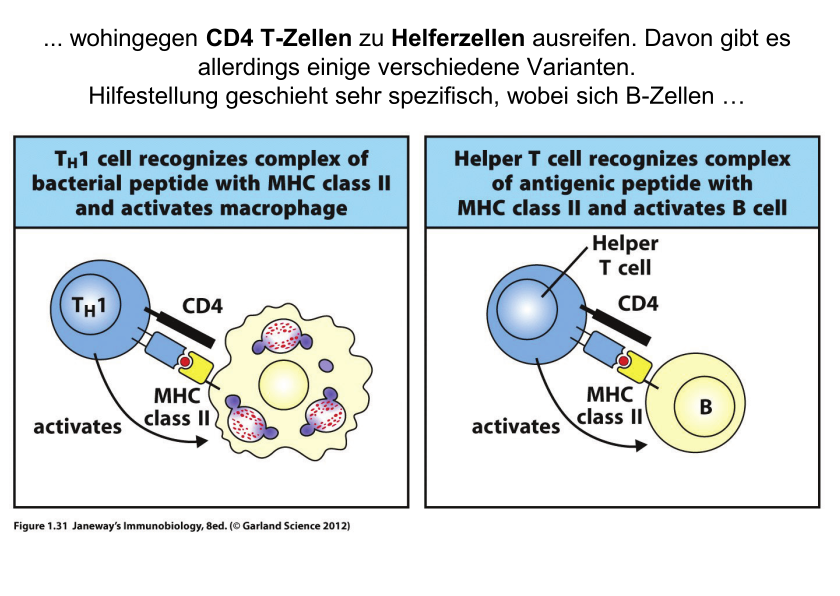 ... wohingegen CD4 T-Zellen zu Helferzellen ausreifen. Davon gibt es
allerdings einige verschiedene Varianten.
Hilfestellung geschieht sehr spezifisch, wobei sich B-Zellen …
TH1 cell recognizes complex of
bacterial peptide with MHC class II
and activates macrophage
TH1
CD4
MHC
class II
activates
Helper T cell recognizes complex
of antigenic peptide with
MHC class II and activates B cell
Helper
T cell
CD4
MHC
class II
activates
B
Figure 1.31 Janeway's Immunobiology, 8ed. (© Garland Science 2012)